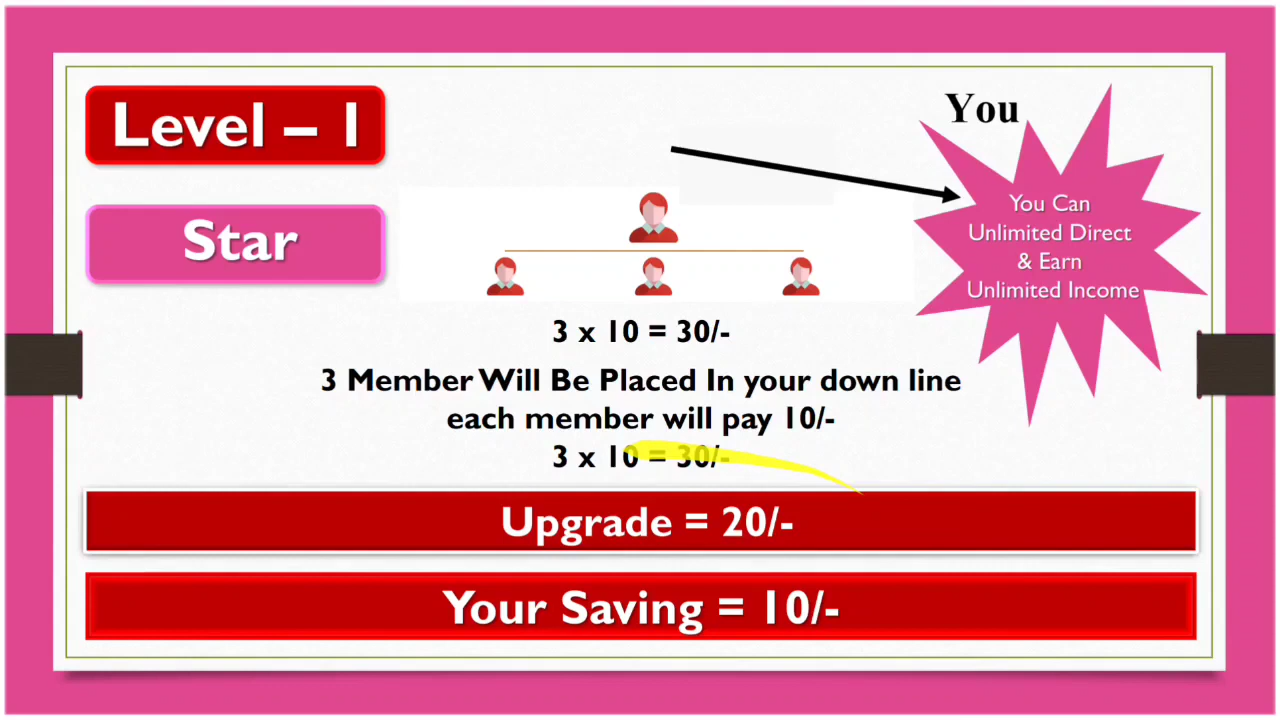 Level – 1
You
Star
You Can
Unlimited Direct
& Earn
Unlimited Income
3 x 10 = 30/-
3 Member Will Be Placed In your down line
each member will pay 10/-
3 x 10 = 30/-
Upgrade = 20/-
Your Saving = 10/-